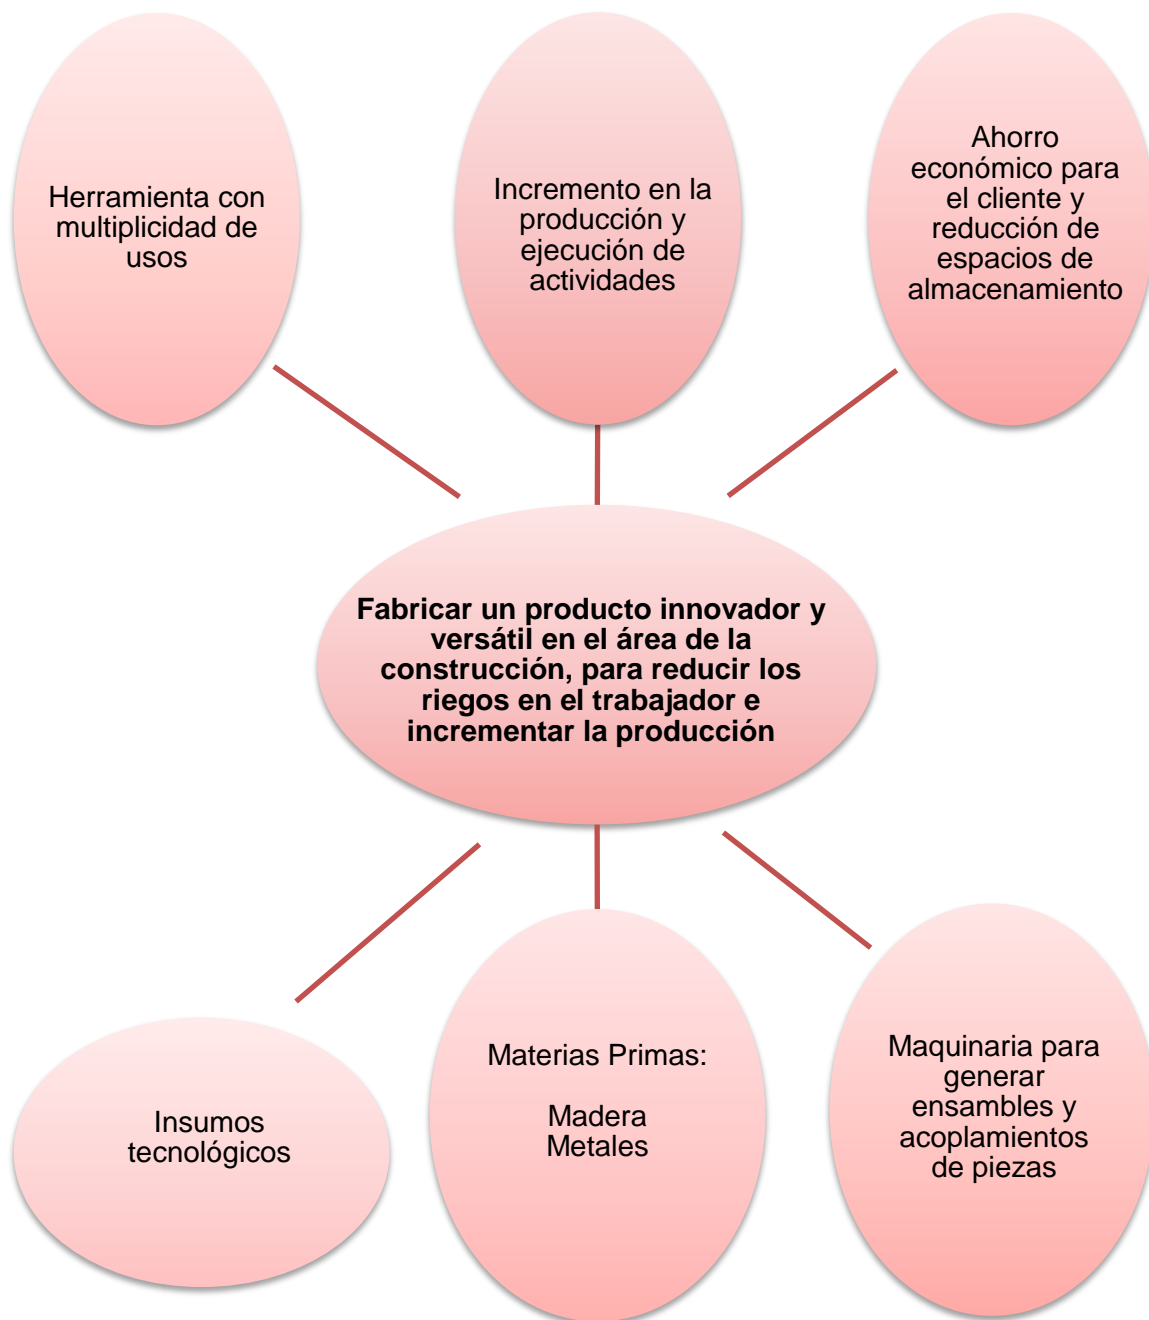 Herramienta con
multiplicidad de
usos
Incremento en la
producción y
ejecución de
actividades
Ahorro
económico para
el cliente y
reducción de
espacios de
almacenamiento
Fabricar un producto innovador y
versátil en el área de la
construcción, para reducir los
riegos en el trabajador e
incrementar la producción
Insumos
tecnológicos
Materias Primas:
Madera
Metales
Maquinaria para
generar
ensambles y
acoplamientos
de piezas